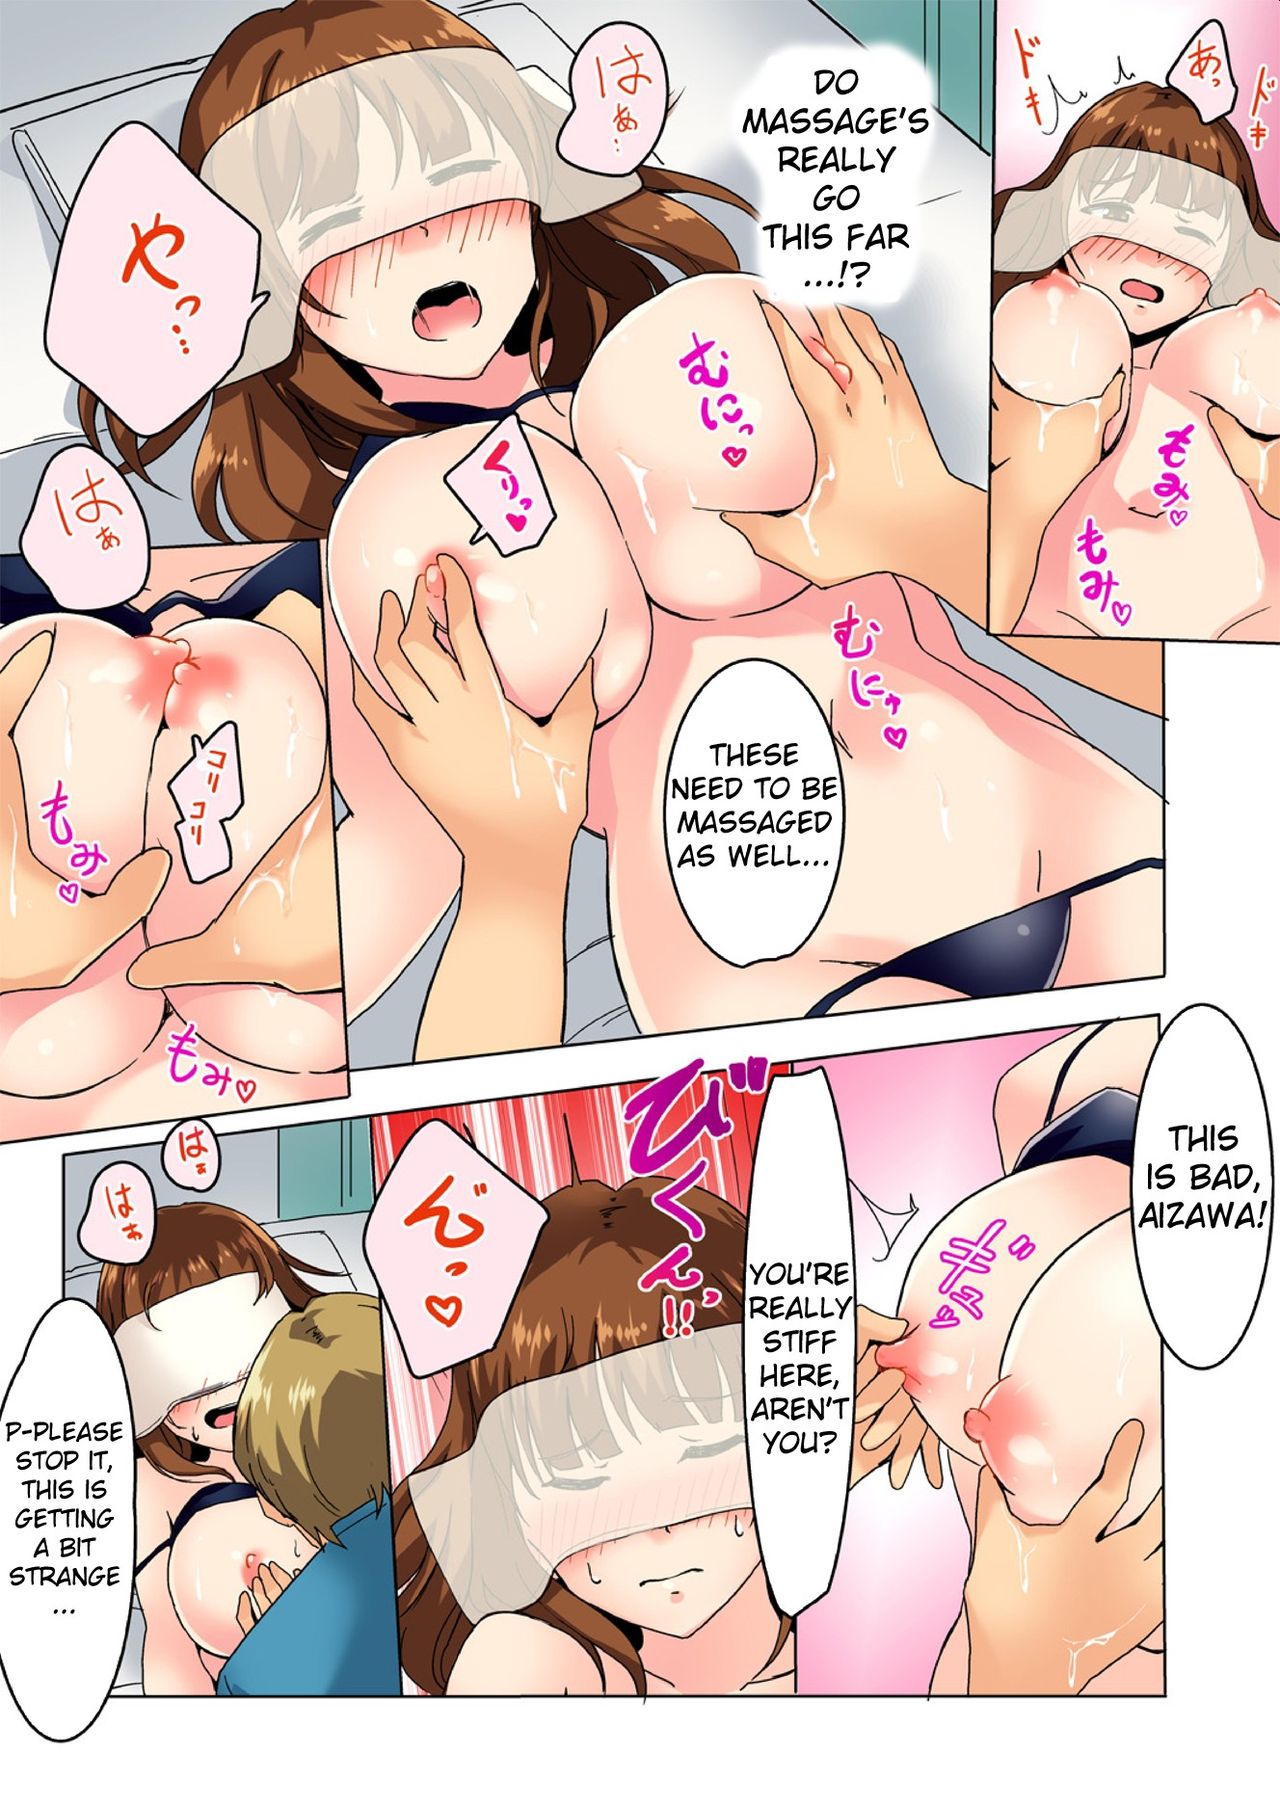 あっ
ドキ
ドキ
もみ♡
もみ♡
DO
MASSAGE'S
REALLY
GO
THIS FAR
...!?
はぁ…
やっ…
むにっ♡
くりっ♡
むにゅ♡
THESE
NEED TO BE
MASSAGED
AS WELL...
はぁ
コリ
コリ
もみ♡
もみ♡
THIS
IS BAD,
AIZAWA!
ギュッ
YOU'RE
REALLY
STIFF
HERE,
AREN'T
YOU?
びくんっ!!
んっ♡
はぁ
はぁ
P-PLEASE
STOP IT,
THIS IS
GETTING
A BIT
STRANGE
...